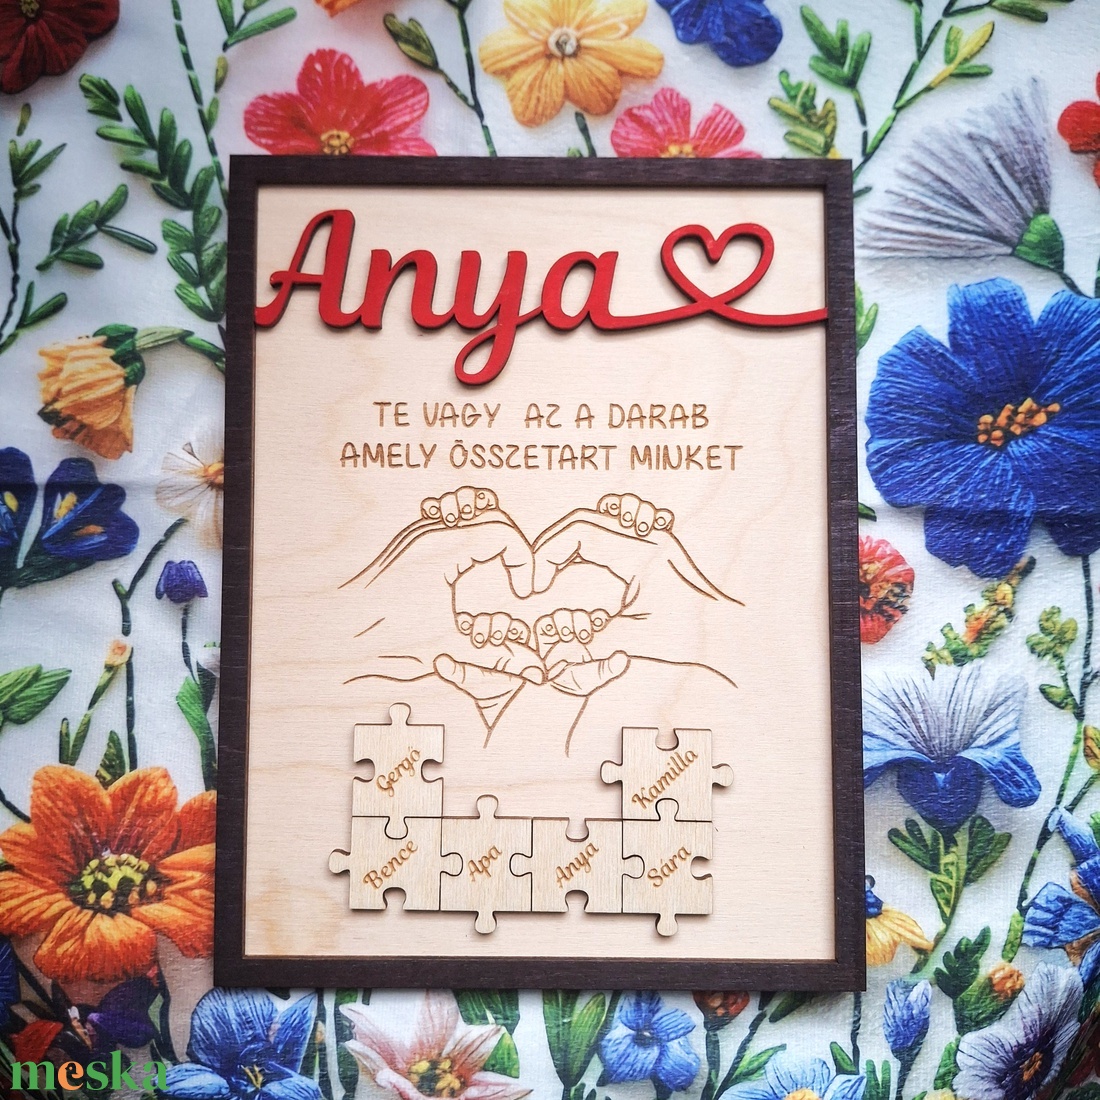 Anya
TE VAGY AZ A DARAB
AMELY ÖSSZETART MINKET
Gergő
Kamilla
Bence
Apa
Anya
Sára
meska